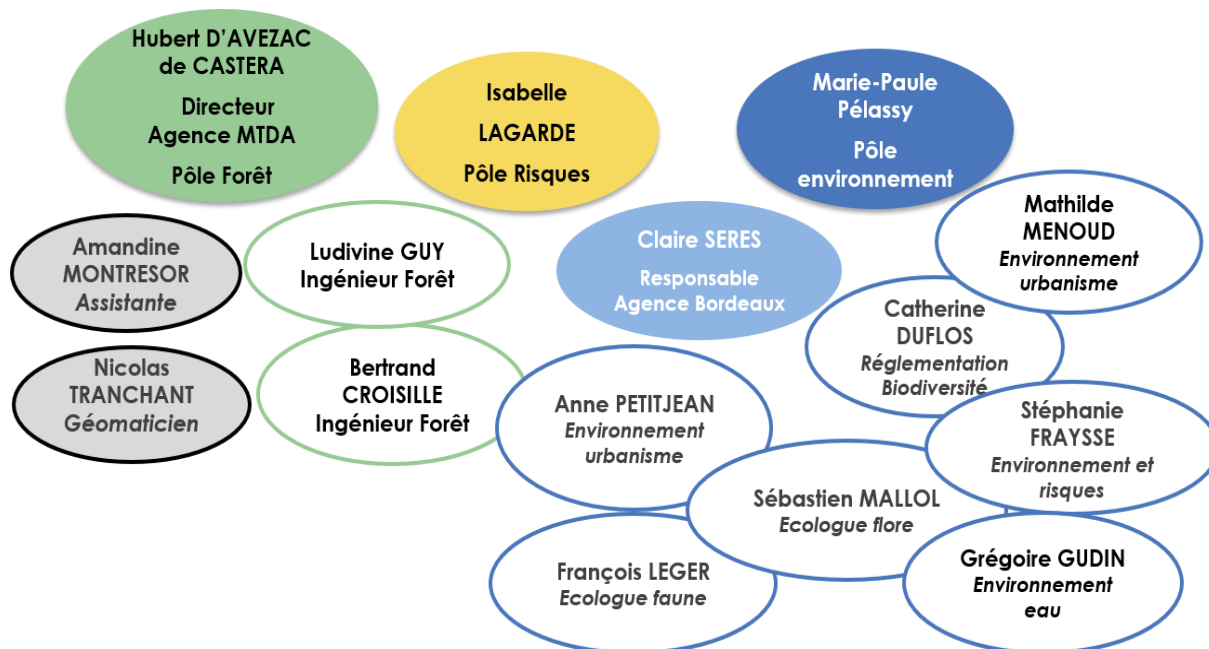 Hubert D’AVEZAC
de CASTERA
Directeur
Agence MTDA
Pôle Forêt
Isabelle
LAGARDE
Pôle Risques
Marie-Paule
Pélassy
Pôle
environnement
Amandine
MONTRESOR
Assistante
Ludivine GUY
Ingénieur Forêt
Claire SERES
Responsable
Agence Bordeaux
Mathilde
MENOUD
Environnement
urbanisme
Catherine
DUFLOS
Réglementation
Biodiversité
Nicolas
TRANCHANT
Géomaticien
Bertrand
CROISILLE
Ingénieur Forêt
Anne PETITJEAN
Environnement
urbanisme
Stéphanie
FRAYSSE
Environnement et
risques
Sébastien MALLOL
Ecologue flore
François LEGER
Ecologue faune
Grégoire GUDIN
Environnement
eau